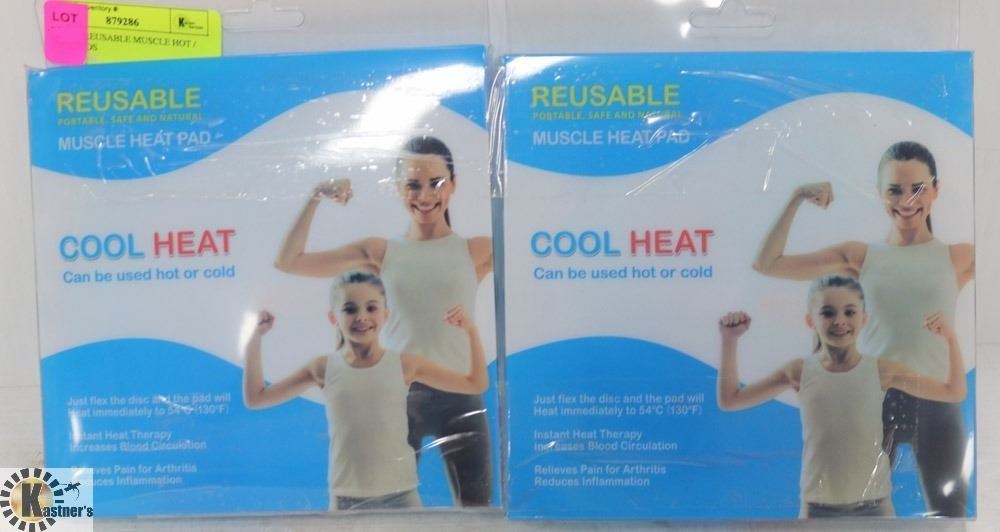 LOT
879286
REUSABLE MUSCLE HOT /
REUSABLE
PORTABLE, SAFE AND NATURAL
MUSCLE HEAT PAD
COOL HEAT
Can be used hot or cold
Just flex the disc and the pad will
Heat immediately to 54°C (130°F)
Instant Heat Therapy
Increases Blood Circulation
Relieves Pain for Arthritis
Reduces Inflammation
REUSABLE
PORTABLE, SAFE AND NATURAL
MUSCLE HEAT PAD
COOL HEAT
Can be used hot or cold
Just flex the disc and the pad will
Heat immediately to 54°C (130°F)
Instant Heat Therapy
Increases Blood Circulation
Relieves Pain for Arthritis
Reduces Inflammation
Kastner's